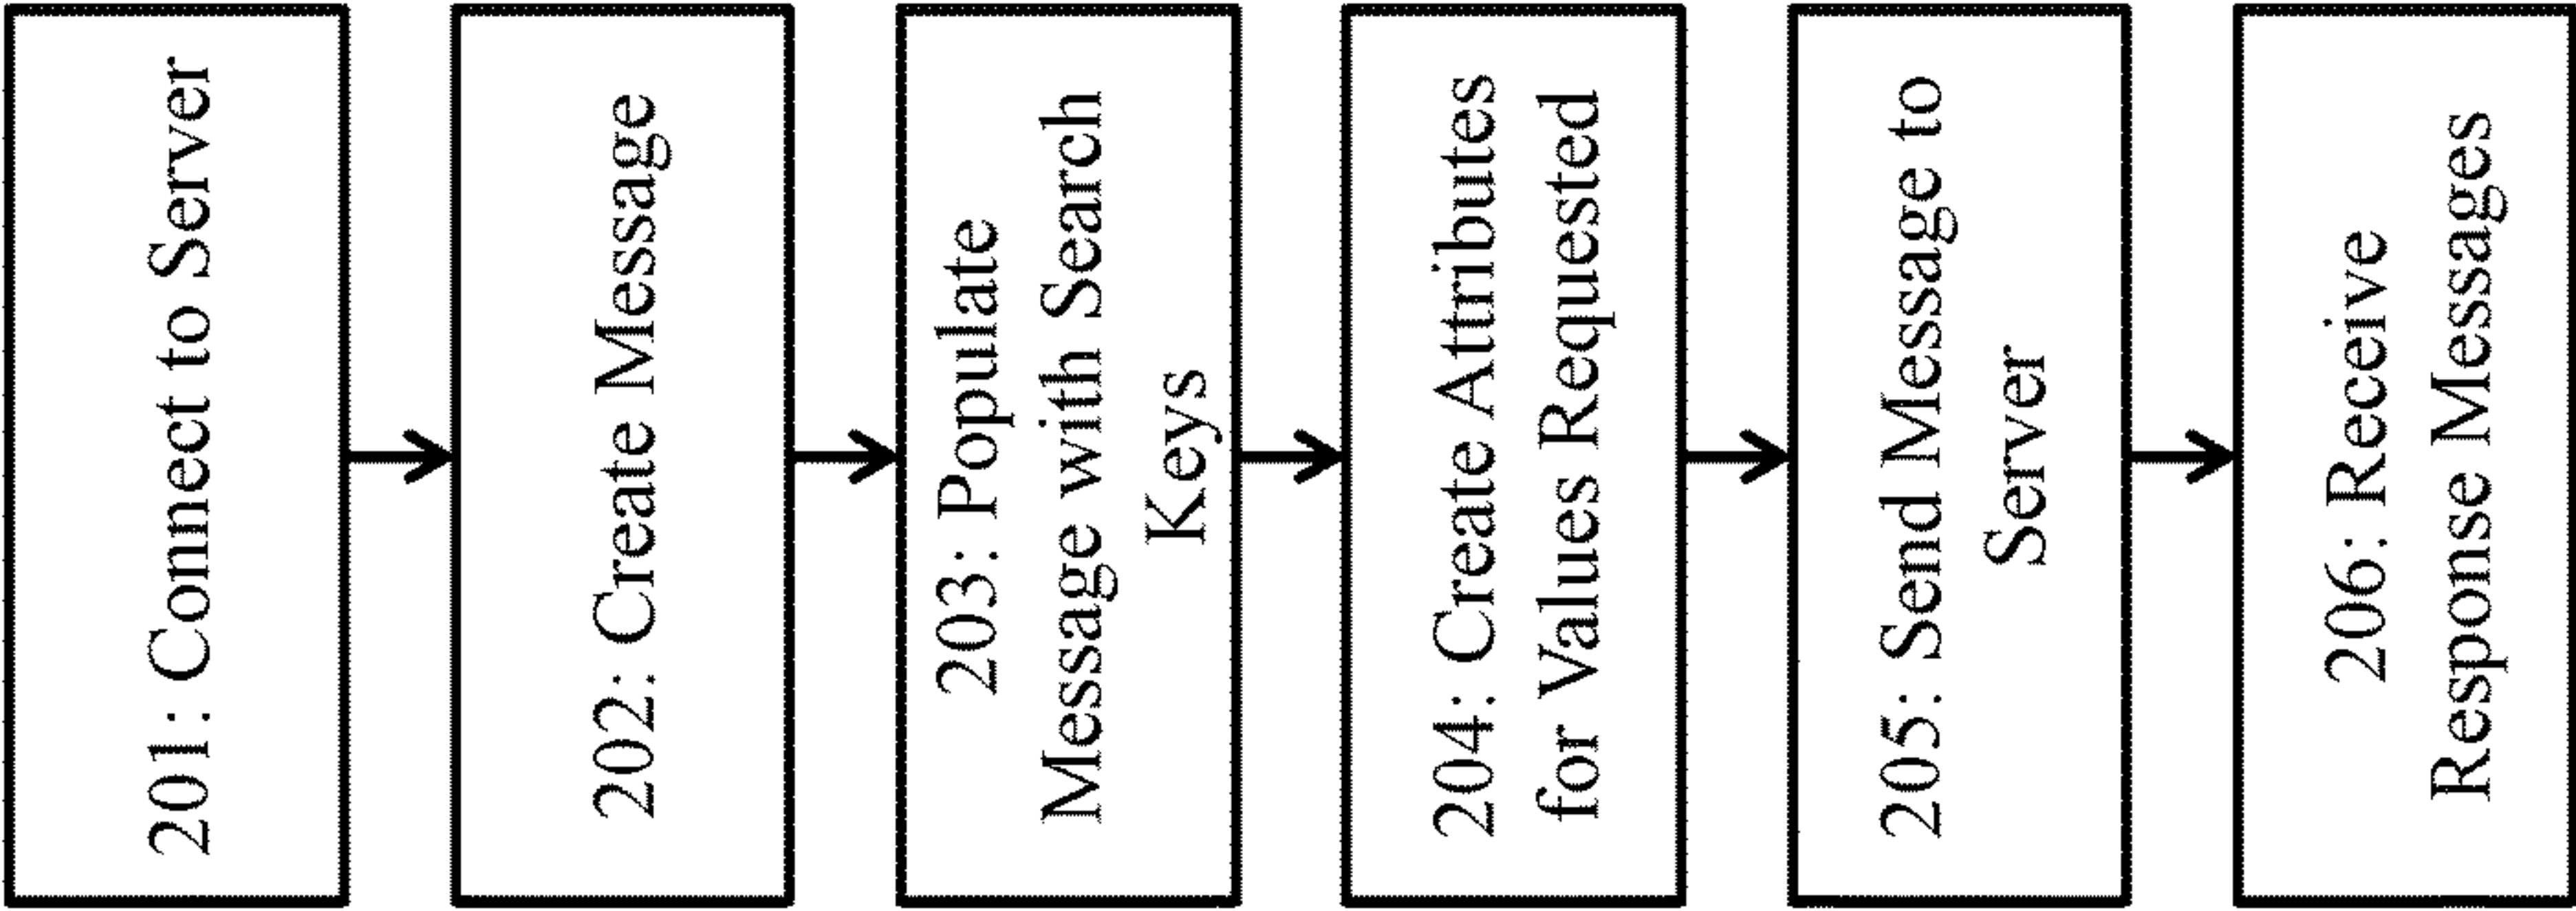 201: Connect to Server
202: Create Message
203: Populate
Message with Search
Keys
204: Create Attributes
for Values Requested
205: Send Message to
Server
206: Receive
Response Messages